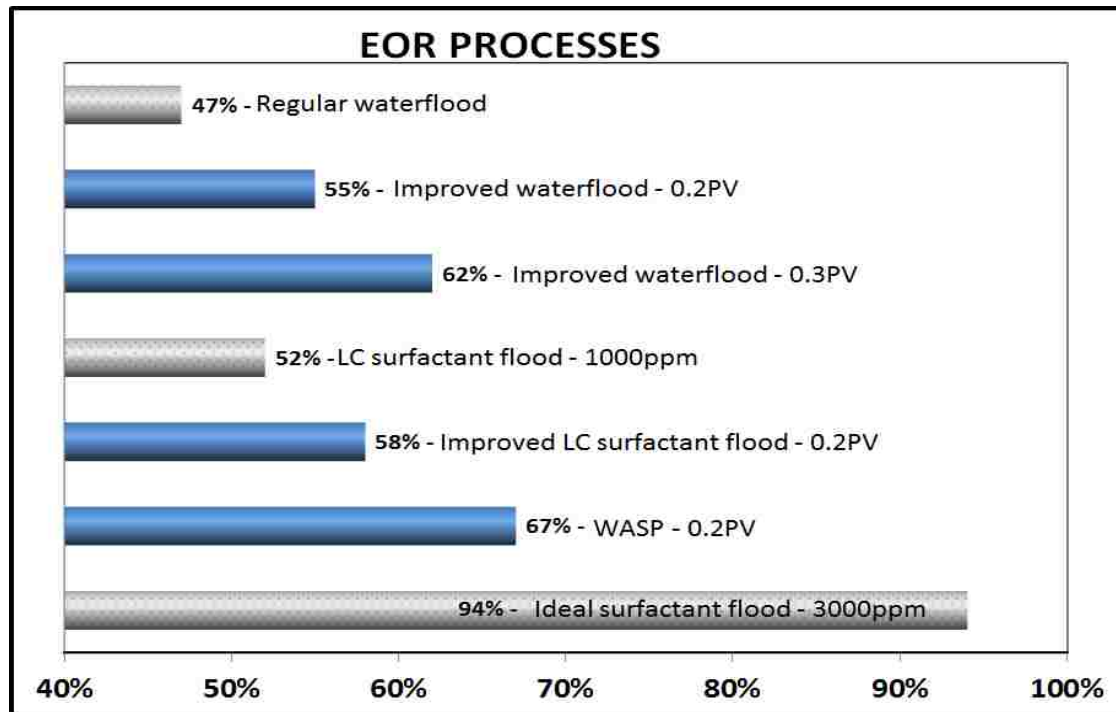 EOR PROCESSES
47% - Regular waterflood
55% - Improved waterflood - 0.2PV
62% - Improved waterflood - 0.3PV
52% -LC surfactant flood - 1000ppm
58% - Improved LC surfactant flood - 0.2PV
67% - WASP - 0.2PV
94% - Ideal surfactant flood - 3000ppm
40% 50% 60% 70% 80% 90% 100%